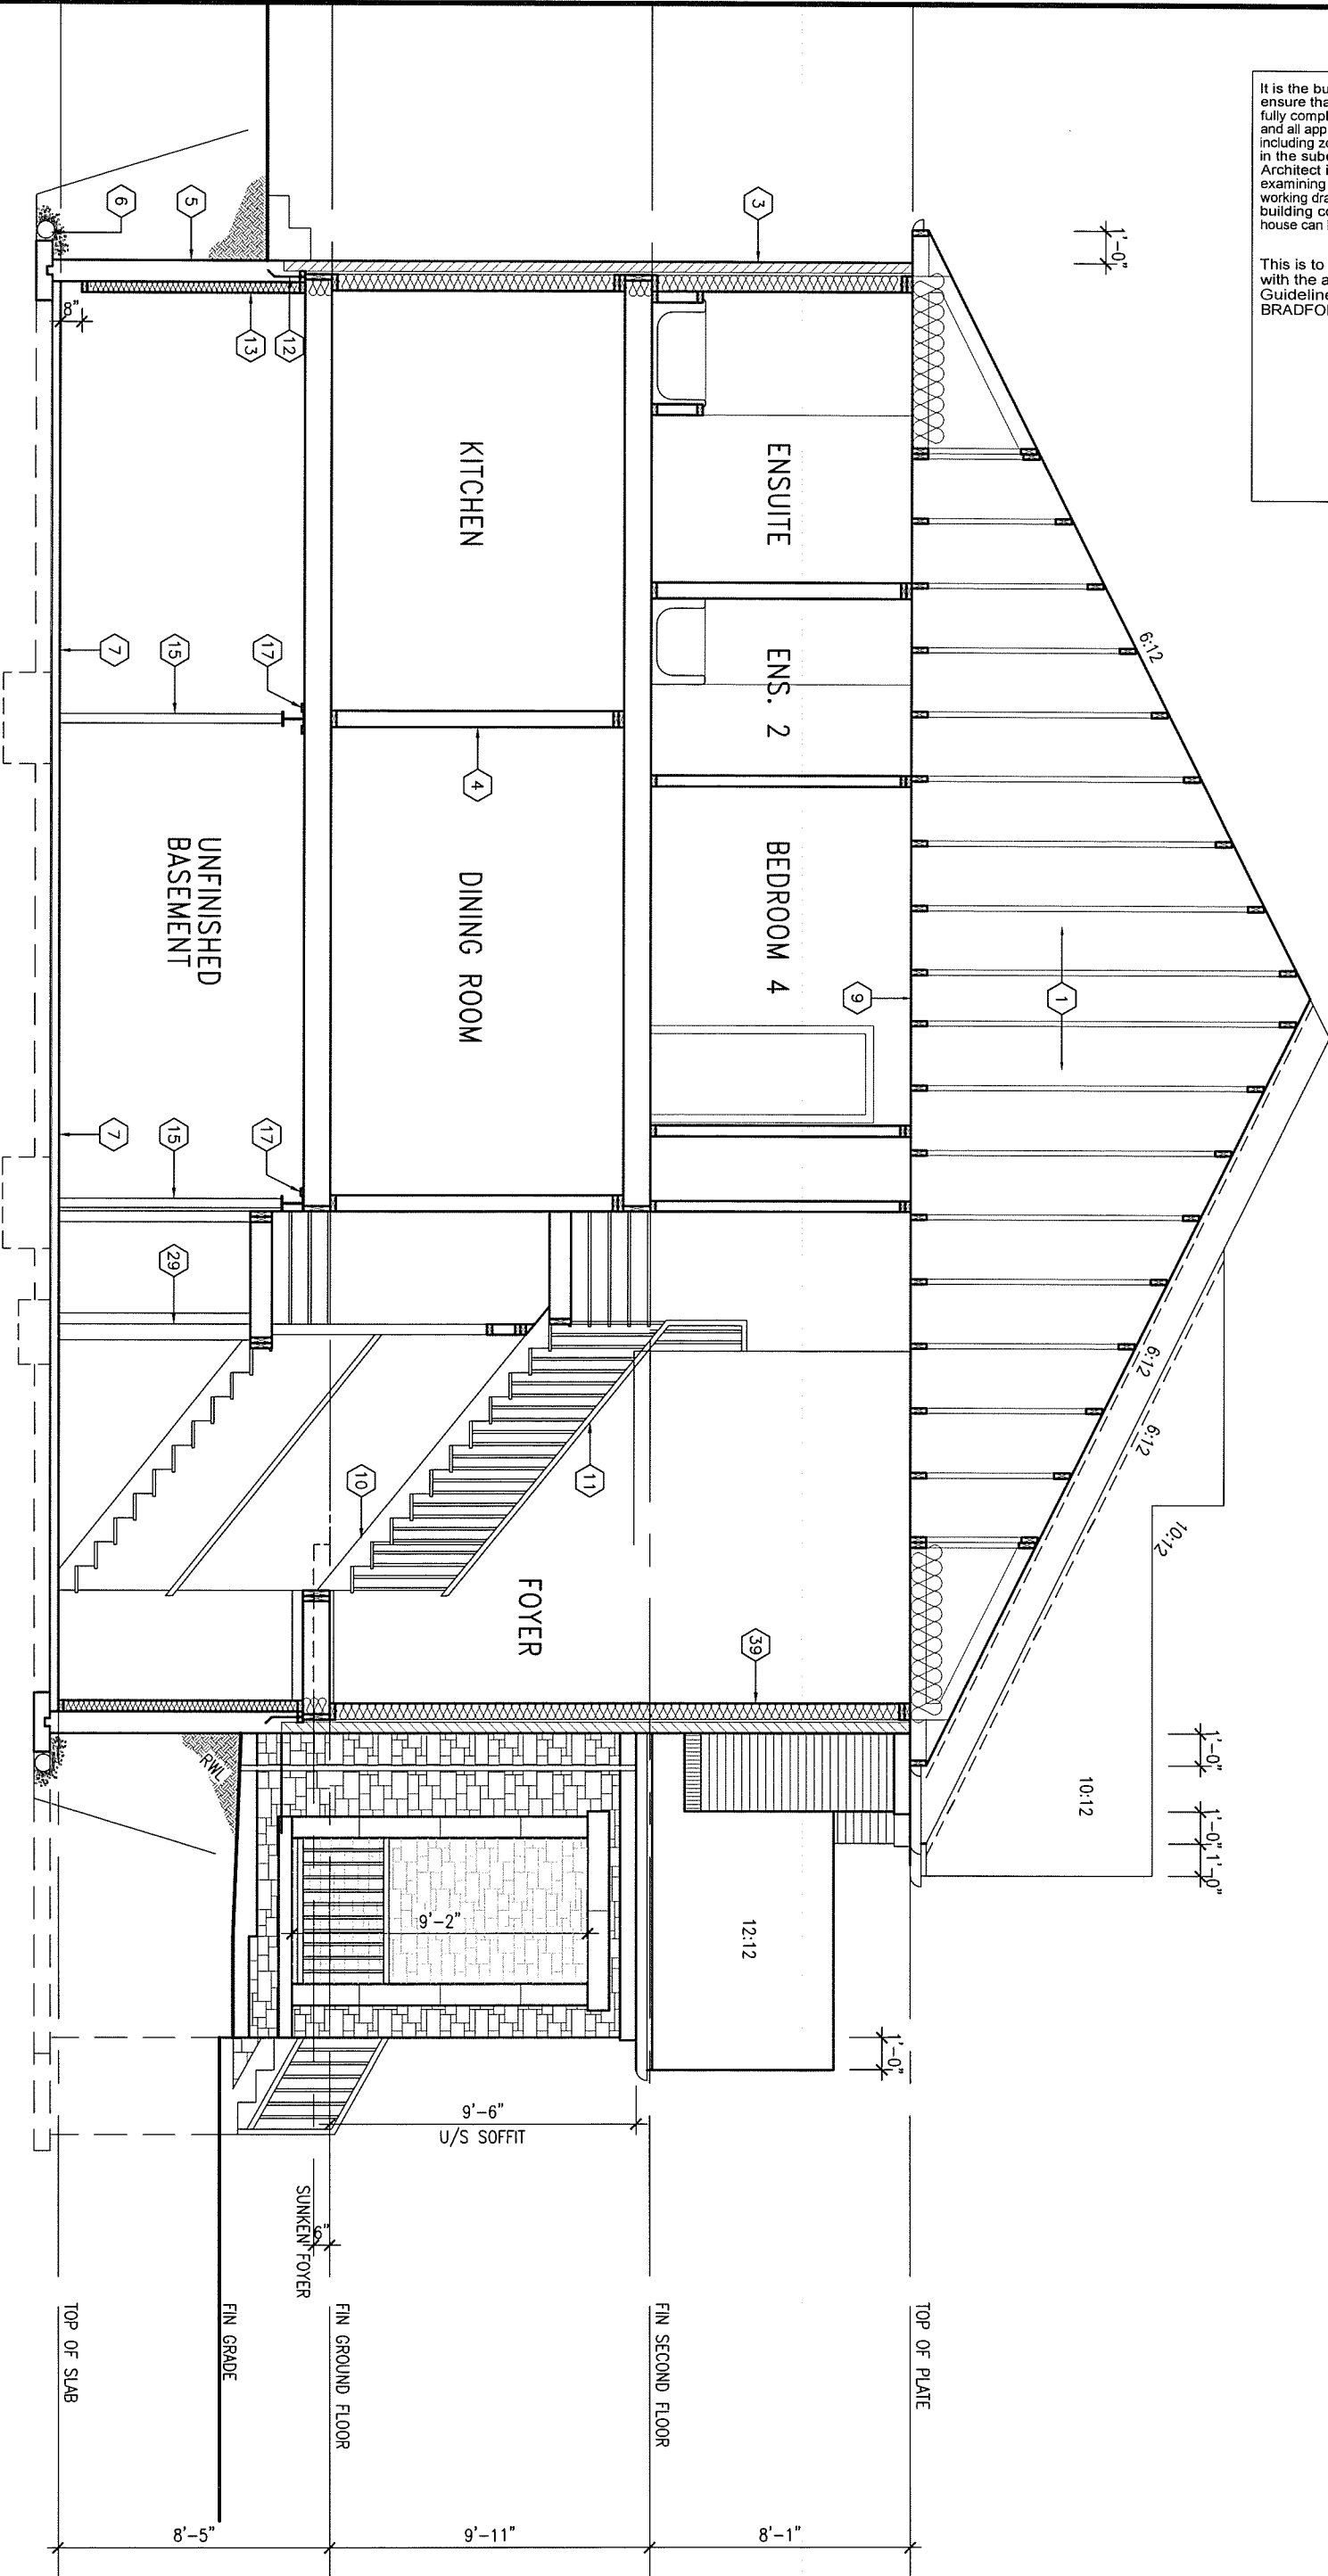 It is the bu
ensure tha
fully compl
and all app
including zo
in the sub
Architect i
examining
working dra
building co
house can
This is to
with the a
Guideline
BRADFO
1'-0"
3
5
6
8"
13
12
KITCHEN
ENSUITE
ENS. 2
BEDROOM 4
6:12
7
15
17
4
UNFINISHED
BASEMENT
DINING ROOM
9
1
7
15
17
29
10
11
FOYER
39
6:12
6:12
10:12
10:12
1'-0"
1'-0"
1'-0"
RWL
9'-2"
12:12
1'-0"
9'-6"
U/S SOFFIT
6"
SUNKEN FOYER
TOP OF PLATE
FIN SECOND FLOOR
FIN GROUND FLOOR
FIN GRADE
TOP OF SLAB
8'-5"
9'-11"
8'-1"